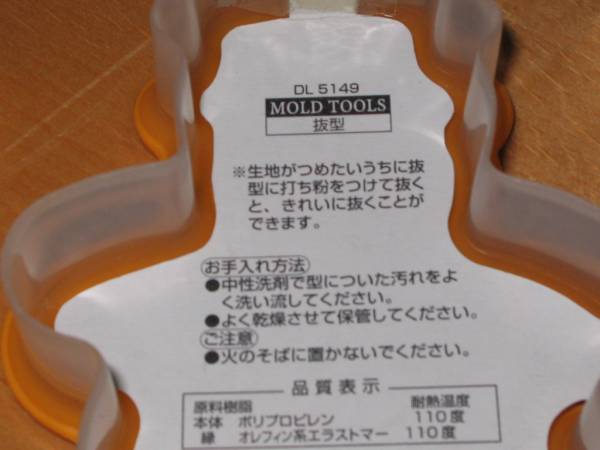 DL 5149
MOLD TOOLS
抜型
※生地がつめたいうちに抜
型に打ち粉をつけて抜く
と、きれいに抜くことが
できます。
お手入れ方法
●中性洗剤で型についた汚れをよ
く洗い流してください。
●よく乾燥させて保管してください。
ご注意
●火のそばに置かないでください。
品質表示
原料樹脂 耐熱温度
本体 ポリプロピレン 110度
縁 オレフィン系エラストマー 110度